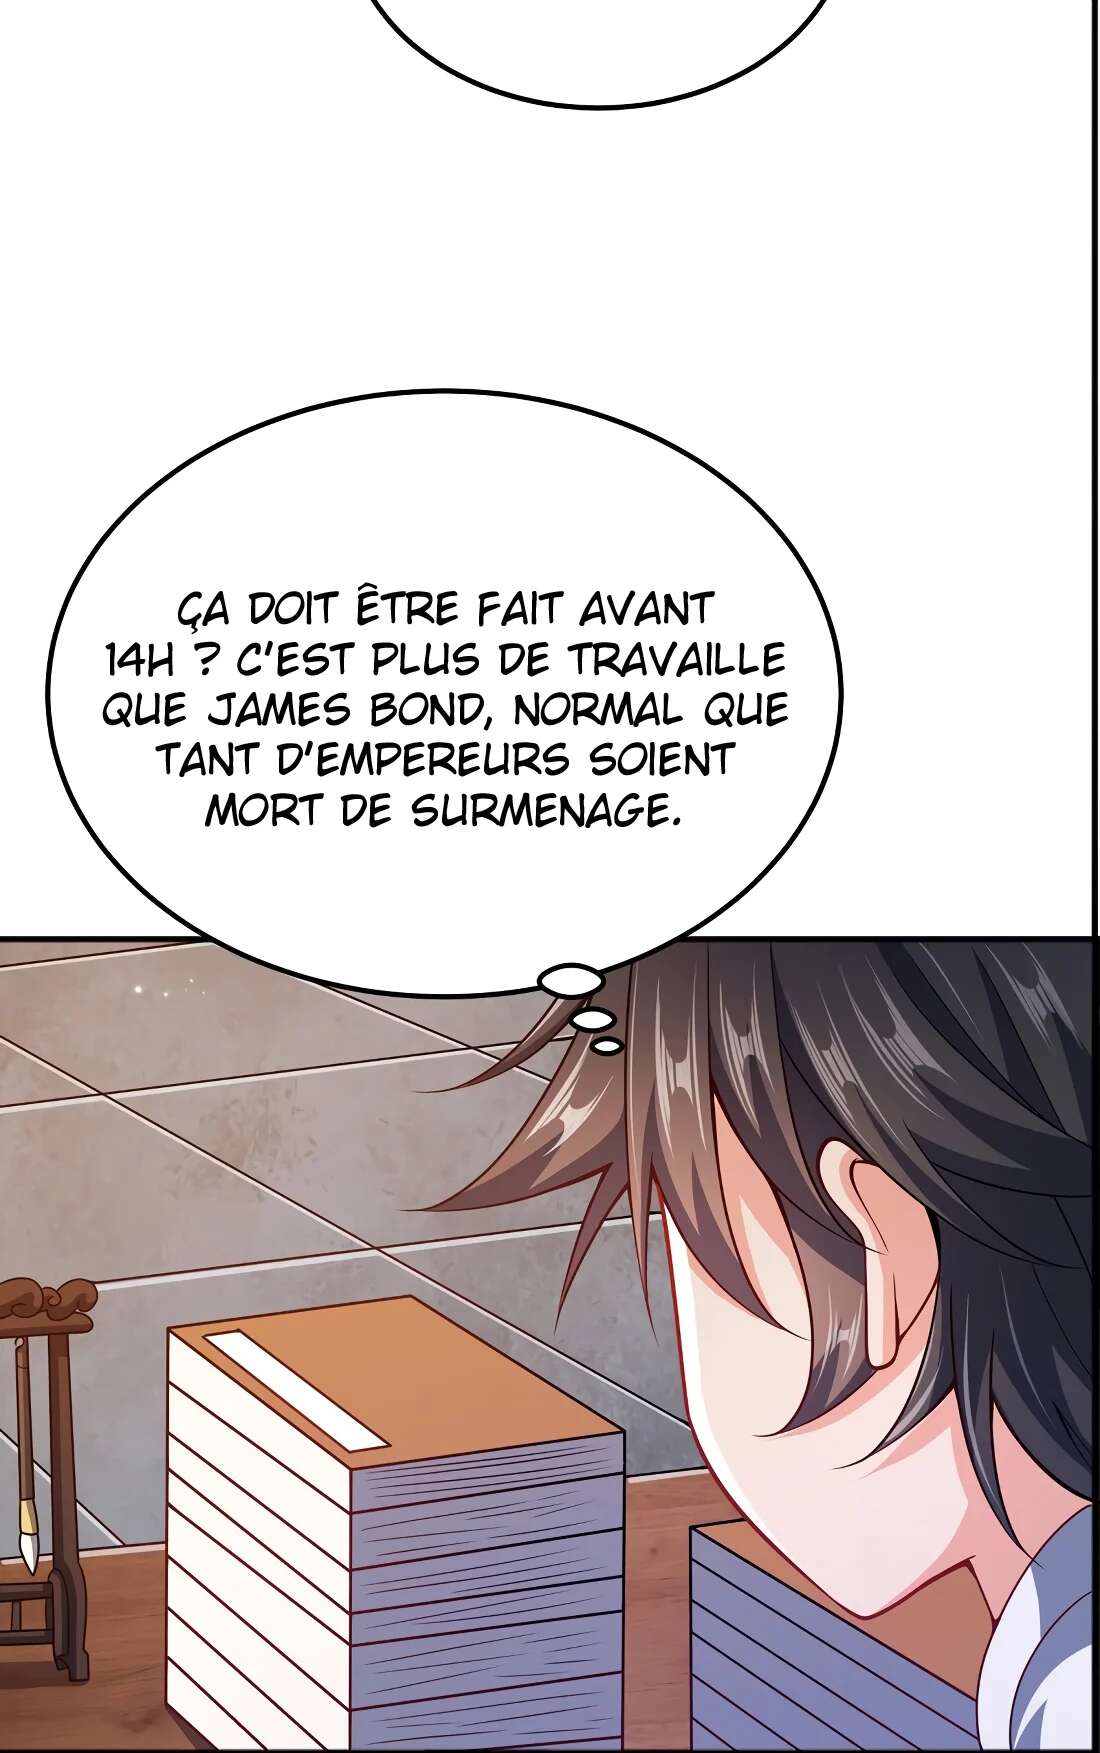 ÇA DOIT ÊTRE FAIT AVANT
14H ? C'EST PLUS DE TRAVAILLE
QUE JAMES BOND, NORMAL QUE
TANT D'EMPEREURS SOIENT
MORT DE SURMENAGE.